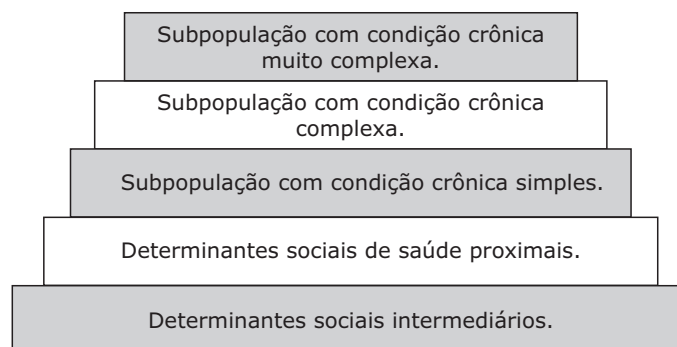 Subpopulação com condição crônica
muito complexa.
Subpopulação com condição crônica
complexa.
Subpopulação com condição crônica simples.
Determinantes sociais de saúde proximais.
Determinantes sociais intermediários.